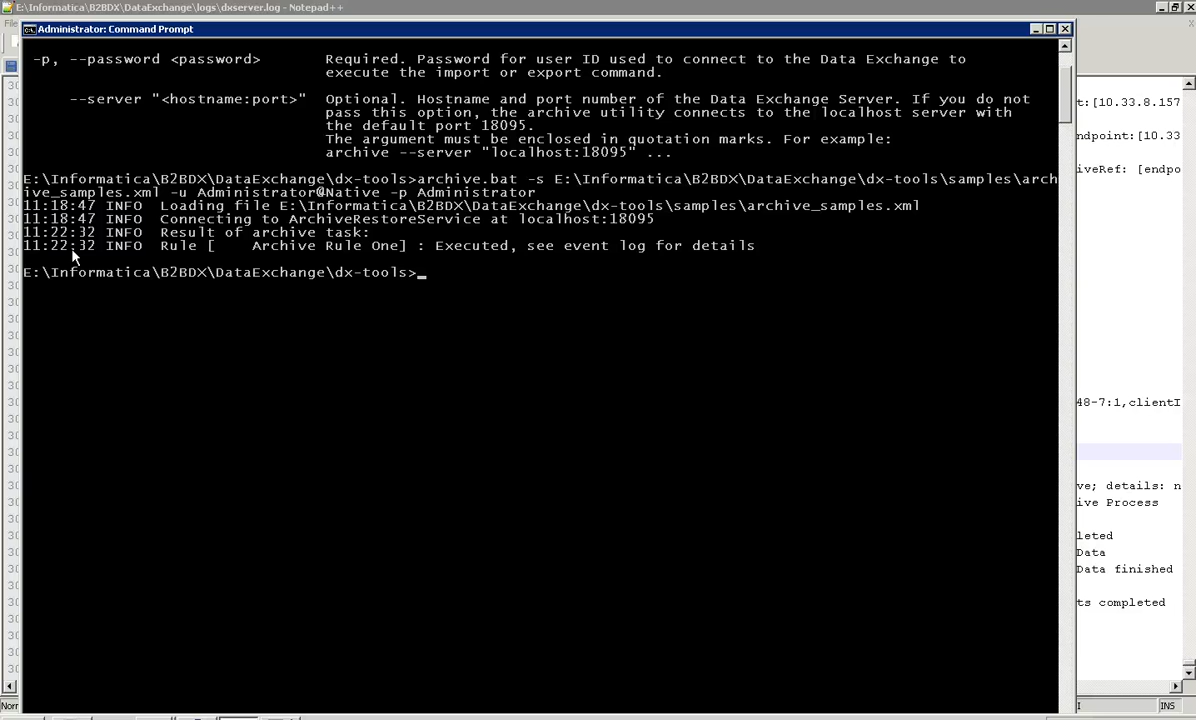 E:\Informatica\B2BDX\DataExchange\logs\dxserver.log - Notepad++
Administrator: Command Prompt
-p, --password <password>       Required. Password for user ID used to connect to the Data Exchange to
execute the import or export command.
--server "<hostname:port>"  Optional. Hostname and port number of the Data Exchange Server. If you do not
pass this option, the archive utility connects to the localhost server with
the default port 18095.
The argument must be enclosed in quotation marks. For example:
archive --server "localhost:18095" ...
E:\Informatica\B2BDX\DataExchange\dx-tools>archive.bat -s E:\Informatica\B2BDX\DataExchange\dx-tools\samples\arch
ive_samples.xml -u Administrator@Native -p Administrator
11:18:47 INFO  Loading file E:\Informatica\B2BDX\DataExchange\dx-tools\samples\archive_samples.xml
11:18:47 INFO  Connecting to ArchiveRestoreService at localhost:18095
11:22:32 INFO  Result of archive task:
11:22:32 INFO  Rule [    Archive Rule One] : Executed, see event log for details
E:\Informatica\B2BDX\DataExchange\dx-tools>_
t:[10.33.8.157
ndpoint:[10.33
iveRef: [endpo
48-7:1,clientI
ve; details: n
ive Process
leted
Data
Data finished
ts completed
Norr
INS